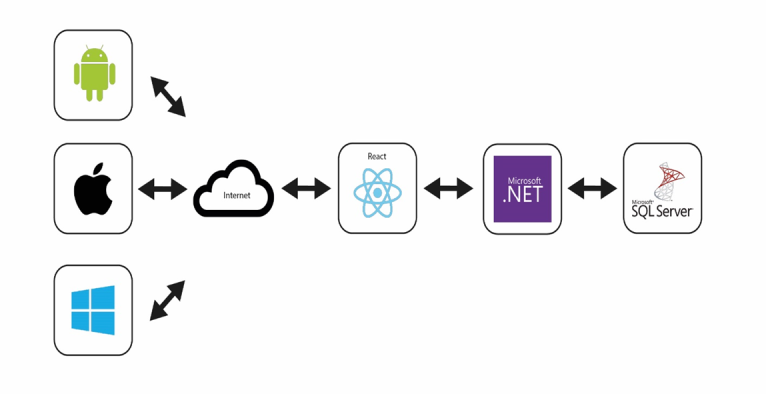 React
Internet
Microsoft
.NET
Microsoft®
SQL Server